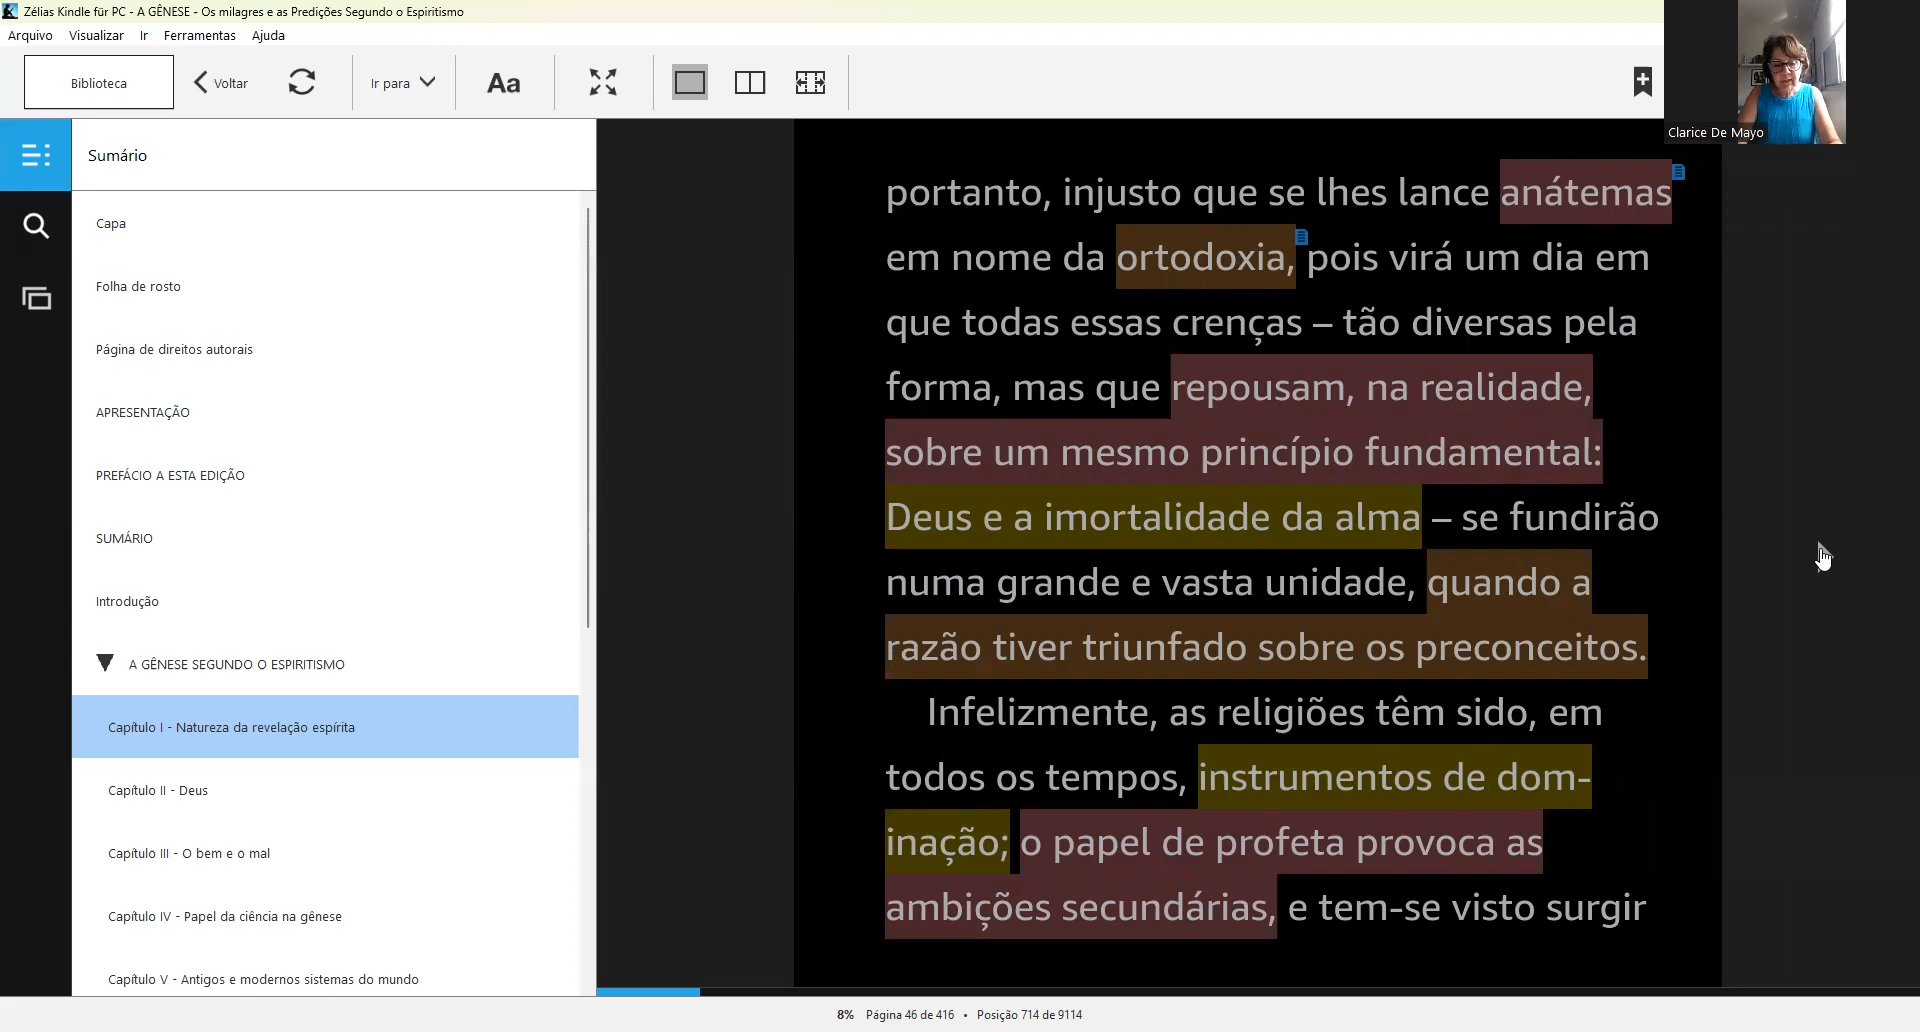 Zélias Kindle für PC - A GÊNESE - Os milagres e as Predições Segundo o Espiritismo
Arquivo Visualizar Ir Ferramentas Ajuda
Biblioteca Voltar Ir para Aa
Clarice De Mayo
Sumário
Capa
Folha de rosto
Página de direitos autorais
APRESENTAÇÃO
PREFÁCIO A ESTA EDIÇÃO
SUMÁRIO
Introdução
A GÊNESE SEGUNDO O ESPIRITISMO
Capítulo I - Natureza da revelação espírita
Capítulo II - Deus
Capítulo III - O bem e o mal
Capítulo IV - Papel da ciência na gênese
Capítulo V - Antigos e modernos sistemas do mundo
portanto, injusto que se lhes lance anátemas
em nome da ortodoxia, pois virá um dia em
que todas essas crenças – tão diversas pela
forma, mas que repousam, na realidade,
sobre um mesmo princípio fundamental:
Deus e a imortalidade da alma – se fundirão
numa grande e vasta unidade, quando a
razão tiver triunfado sobre os preconceitos.
Infelizmente, as religiões têm sido, em
todos os tempos, instrumentos de dom-
inação; o papel de profeta provoca as
ambições secundárias, e tem-se visto surgir
8% Página 46 de 416 • Posição 714 de 9114